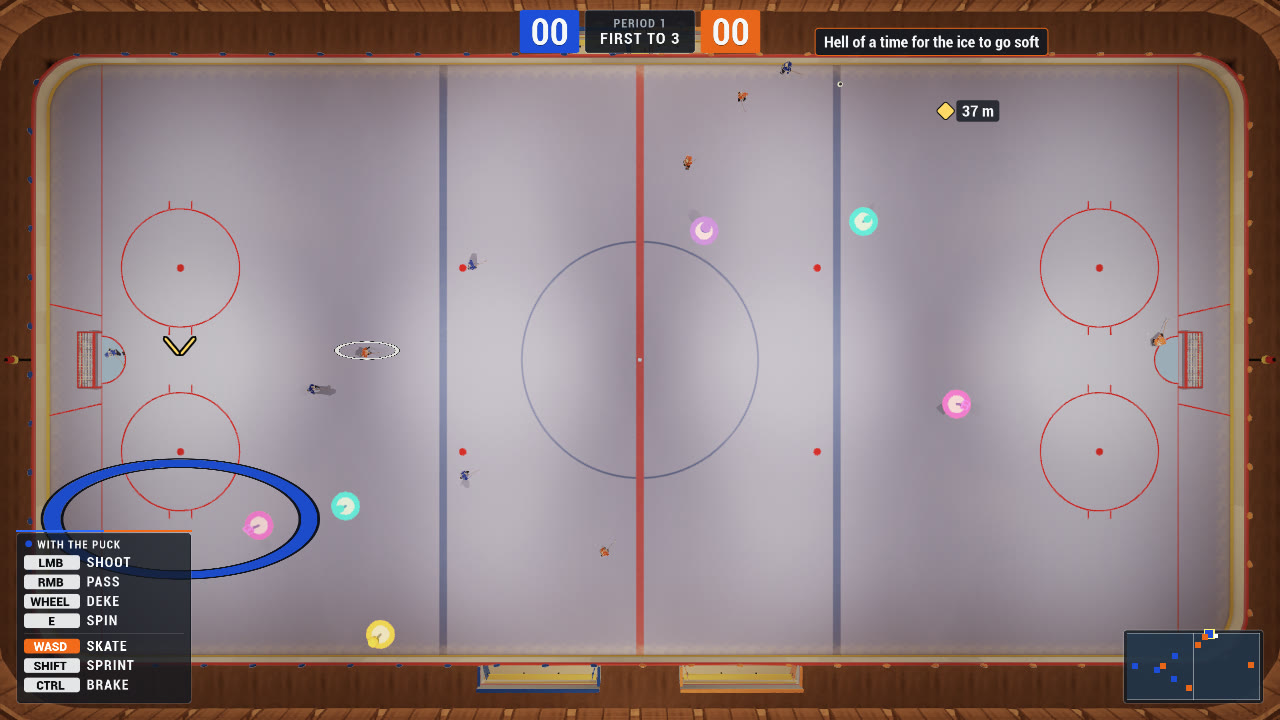 00
PERIOD 1
FIRST TO 3
00
Hell of a time for the ice to go soft
37 m
WITH THE PUCK
LMB SHOOT
RMB PASS
WHEEL DEKE
E SPIN
WASD SKATE
SHIFT SPRINT
CTRL BRAKE